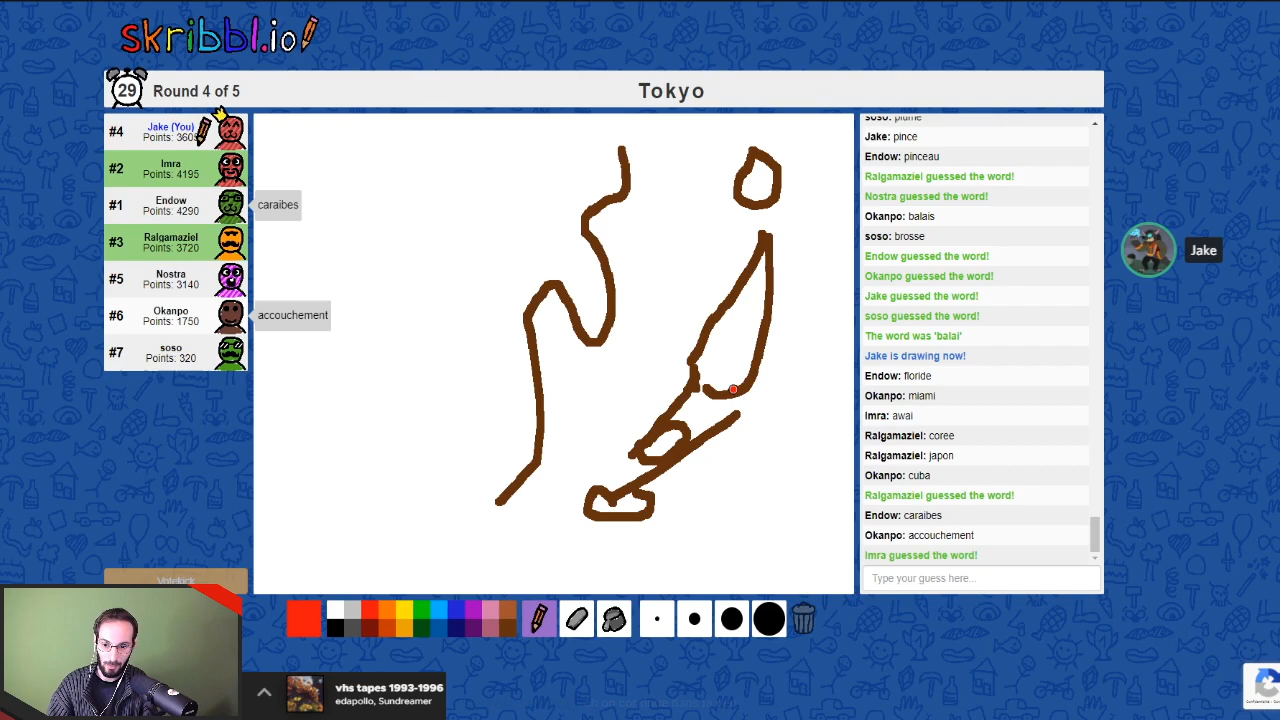 skribbl.io!
29
Round 4 of 5
Tokyo
#4 Jake (You)
Points: 3605
#2 Imra
Points: 4195
#1 Endow
Points: 4290
caraibes
#3 Ralgamaziel
Points: 3720
#5 Nostra
Points: 3140
#6 Okanpo
Points: 1750
accouchement
#7 soso
Points: 320
Votekick
soso: plume
Jake: pince
Endow: pinceau
Ralgamaziel guessed the word!
Nostra guessed the word!
Okanpo: balais
soso: brosse
Endow guessed the word!
Okanpo guessed the word!
Jake guessed the word!
soso guessed the word!
The word was 'balai'
Jake is drawing now!
Endow: floride
Okanpo: miami
Imra: awai
Ralgamaziel: coree
Ralgamaziel: japon
Okanpo: cuba
Ralgamaziel guessed the word!
Endow: caraibes
Okanpo: accouchement
Imra guessed the word!
Type your guess here...
Jake
vhs tapes 1993-1996
edapollo, Sundreamer